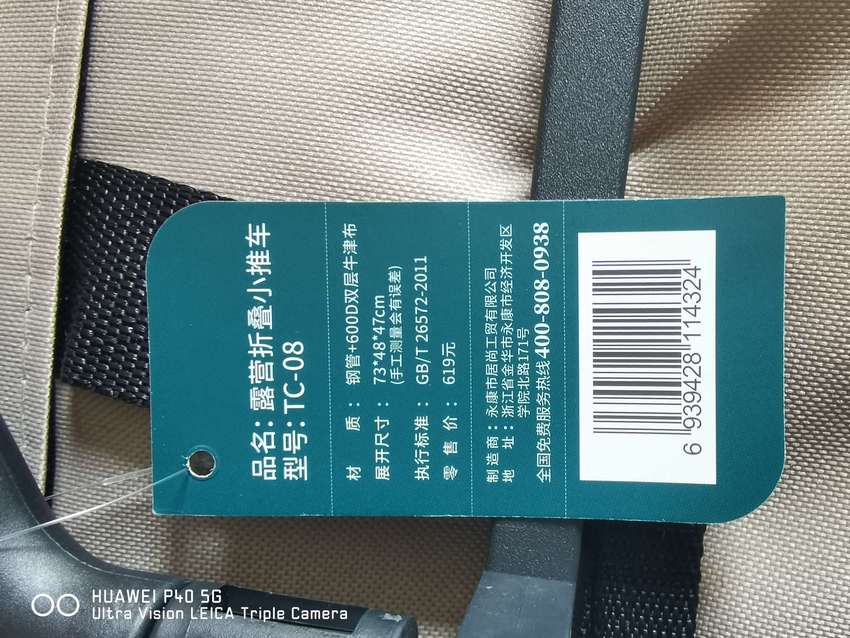 品名：露营折叠小推车
型号：TC-08
材 质：钢管+600D双层牛津布
展开尺寸：73*48*47cm
(手工测量会有误差)
执行标准：GB/T 26572-2011
零 售 价：619元
制 造 商：永康市居尚工贸有限公司
地 址：浙江省金华市永康市经济开发区
学院北路171号
全国免费服务热线400-808-0938
6 939428 114324
HUAWEI P40 5G
Ultra Vision LEICA Triple Camera